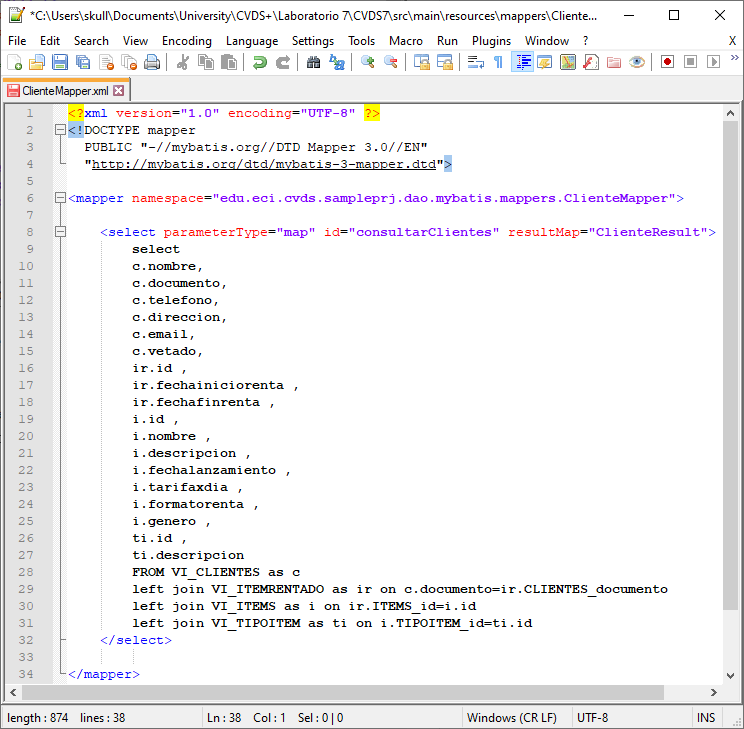 *C:\Users\skull\Documents\University\CVDS+\Laboratorio 7\CVDS7\src\main\resources\mappers\Cliente...
File Edit Search View Encoding Language Settings Tools Macro Run Plugins Window ? X
ClienteMapper.xml
1 <?xml version="1.0" encoding="UTF-8" ?>
2 <!DOCTYPE mapper
3 PUBLIC "-//mybatis.org//DTD Mapper 3.0//EN"
4 "http://mybatis.org/dtd/mybatis-3-mapper.dtd">
5
6 <mapper namespace="edu.eci.cvds.sampleprj.dao.mybatis.mappers.ClienteMapper">
7
8 <select parameterType="map" id="consultarClientes" resultMap="ClienteResult">
9 select
10 c.nombre,
11 c.documento,
12 c.telefono,
13 c.direccion,
14 c.email,
15 c.vetado,
16 ir.id ,
17 ir.fechainiciorenta ,
18 ir.fechafinrenta ,
19 i.id ,
20 i.nombre ,
21 i.descripcion ,
22 i.fechalanzamiento ,
23 i.tarifaxdia ,
24 i.formatorenta ,
25 i.genero ,
26 ti.id ,
27 ti.descripcion
28 FROM VI_CLIENTES as c
29 left join VI_ITEMRENTADO as ir on c.documento=ir.CLIENTES_documento
30 left join VI_ITEMS as i on ir.ITEMS_id=i.id
31 left join VI_TIPOITEM as ti on i.TIPOITEM_id=ti.id
32 </select>
33
34 </mapper>
length : 874 lines : 38 Ln : 38 Col : 1 Sel : 0 | 0 Windows (CR LF) UTF-8 INS